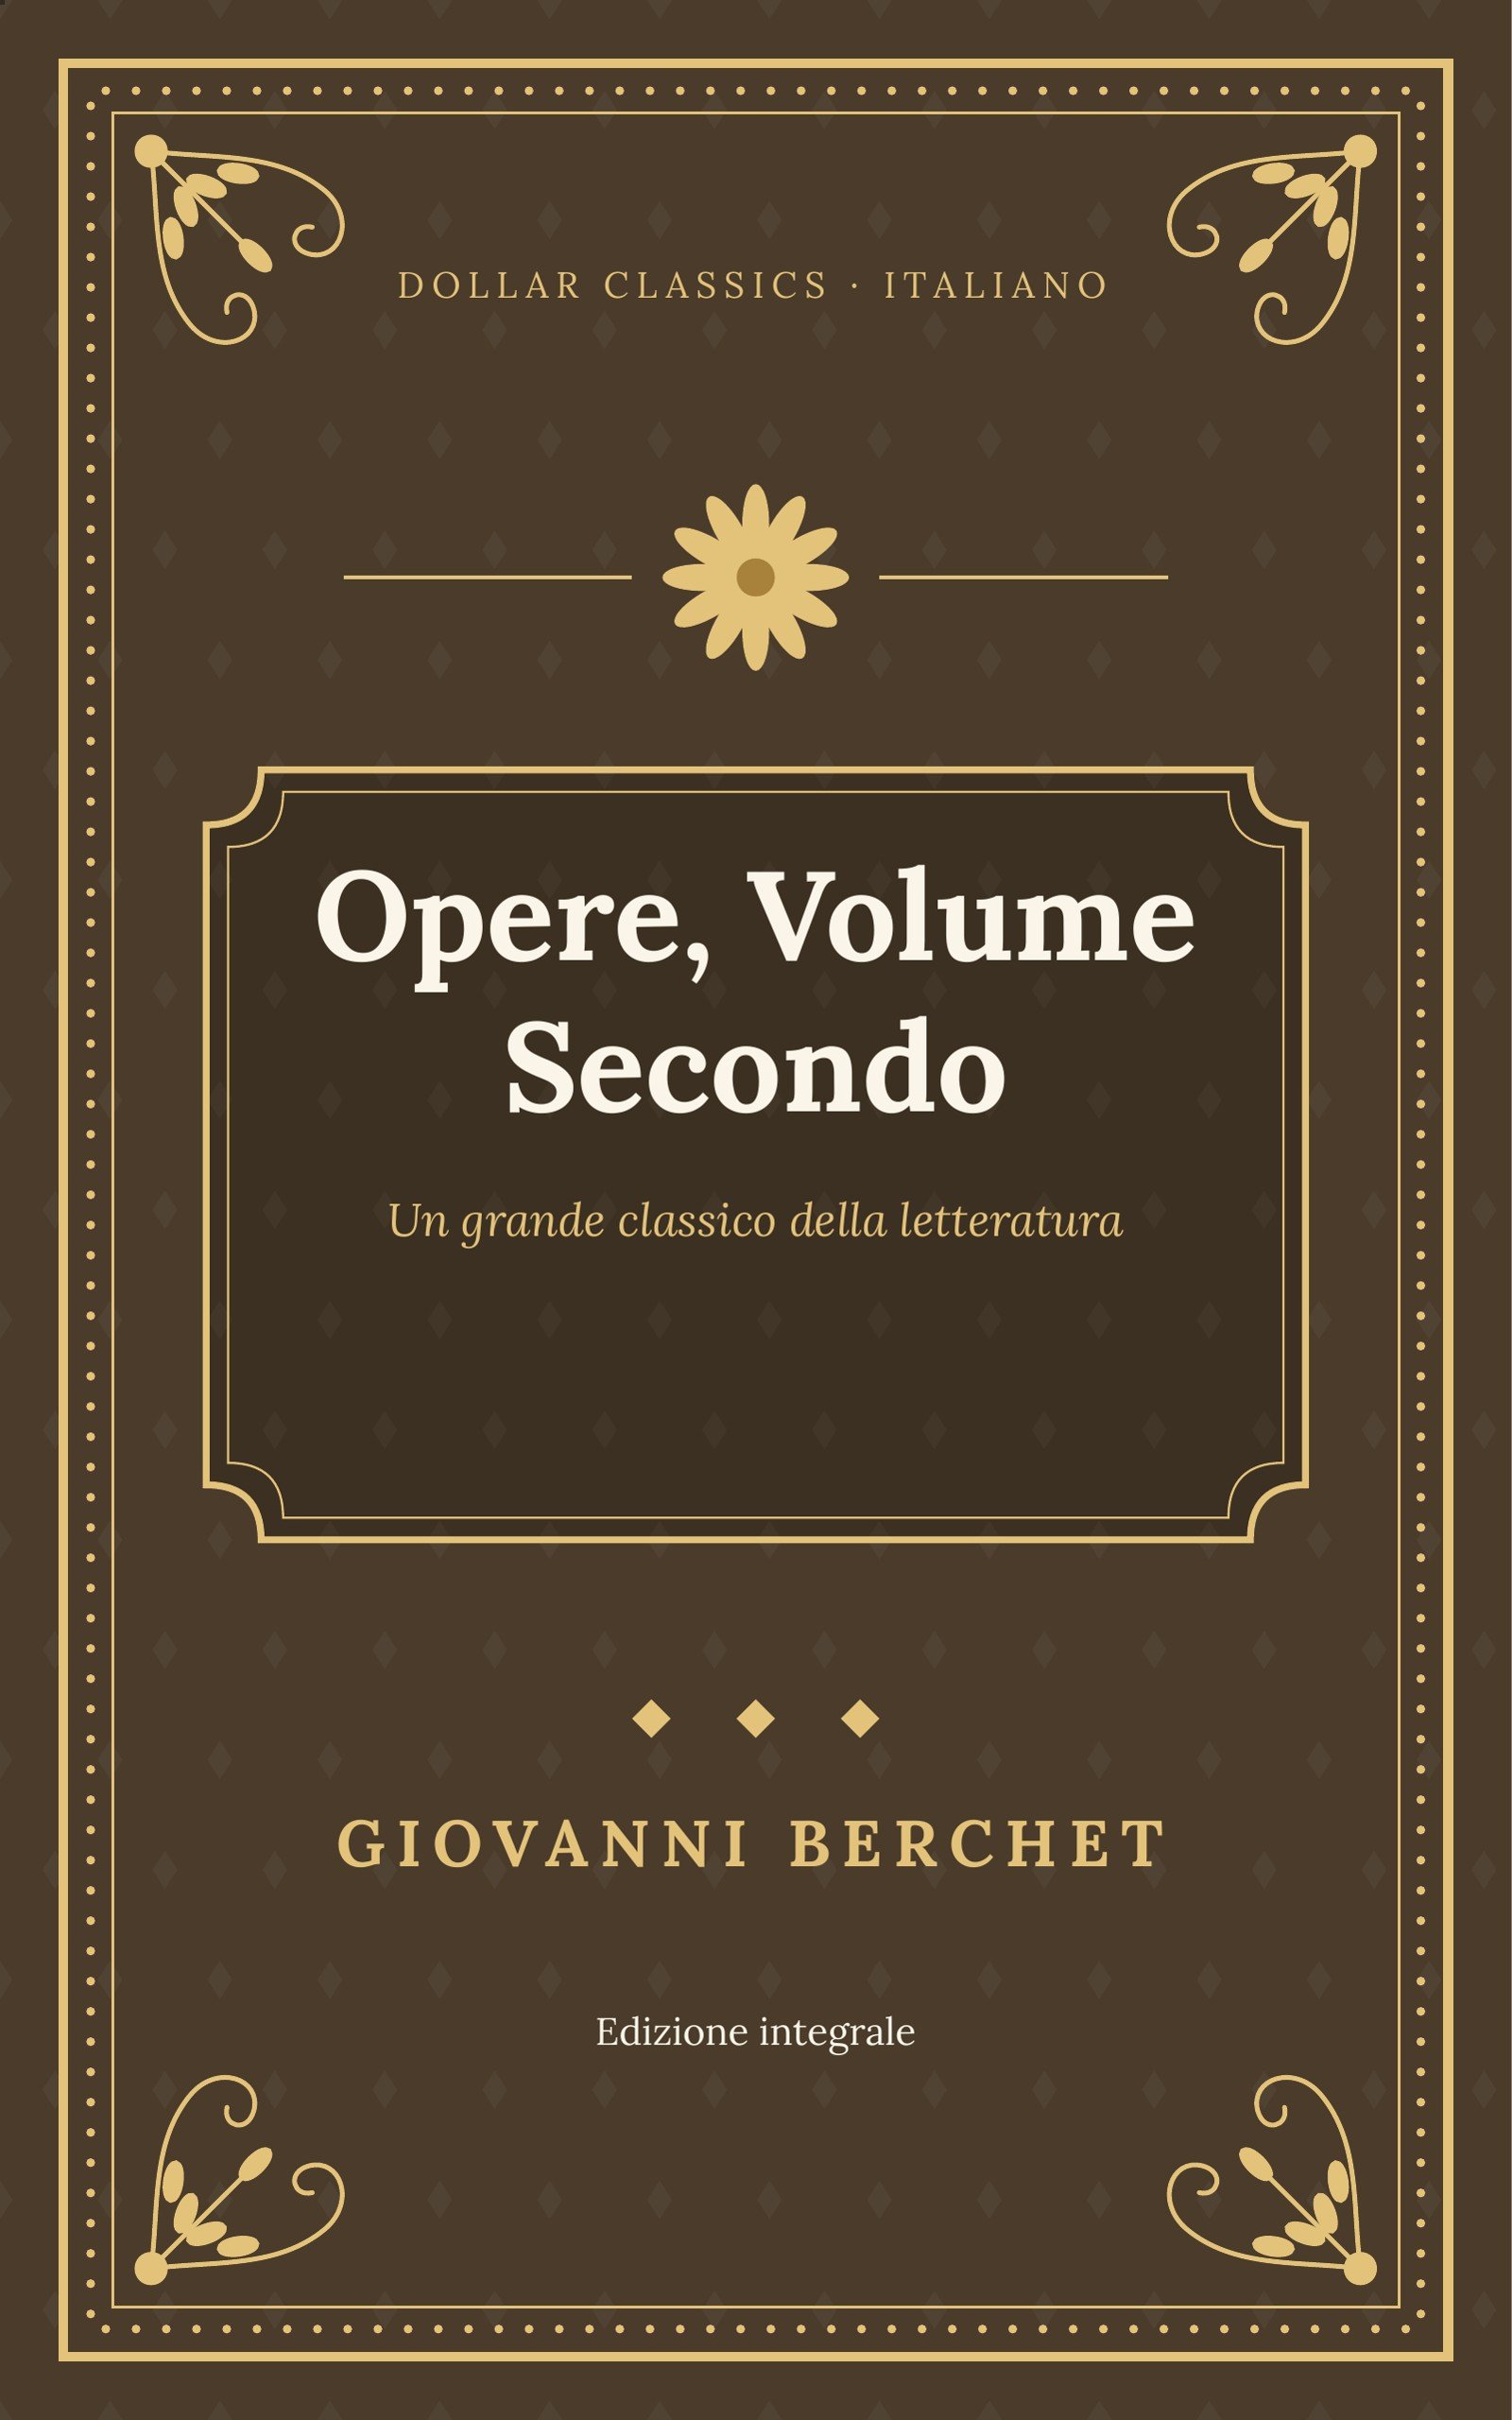 DOLLAR CLASSICS · ITALIANO
Opere, Volume
Secondo
Un grande classico della letteratura
GIOVANNI BERCHET
Edizione integrale